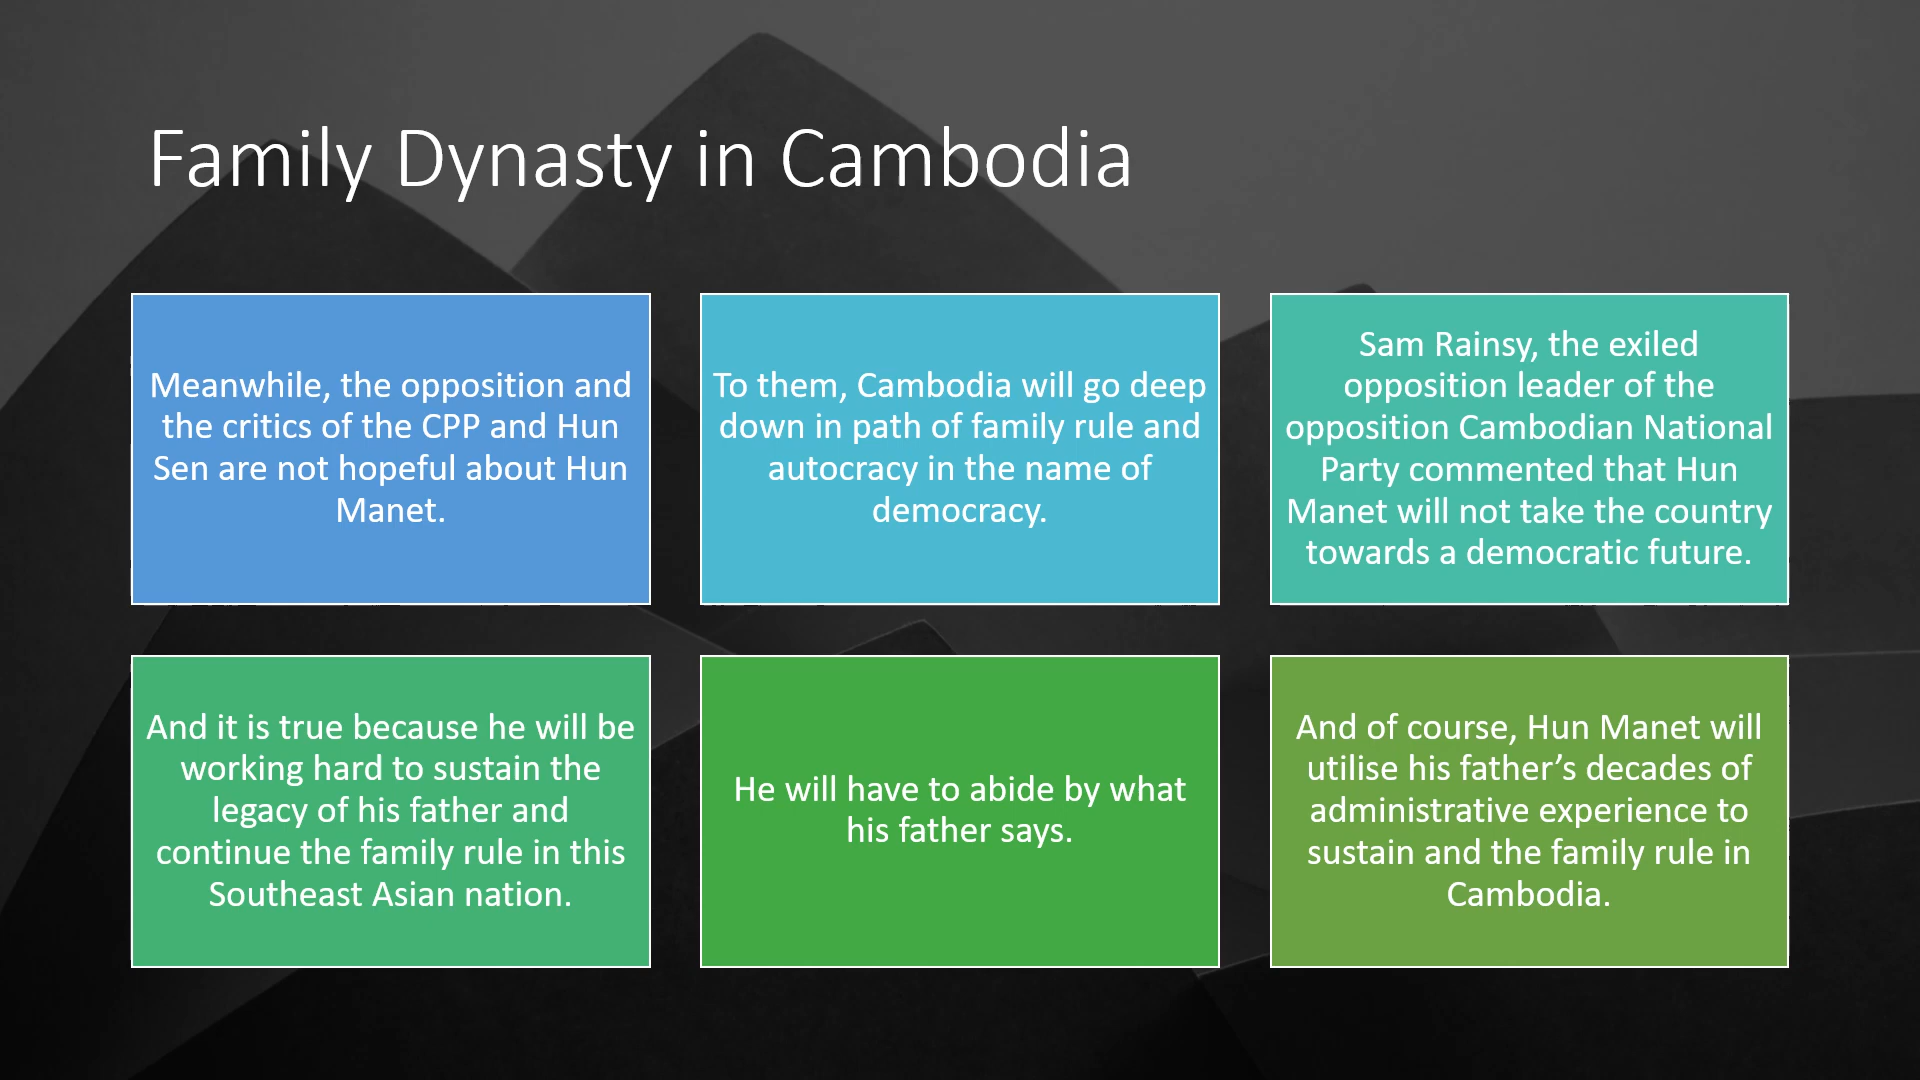 Family Dynasty in Cambodia
Meanwhile, the opposition and
the critics of the CPP and Hun
Sen are not hopeful about Hun
Manet.
To them, Cambodia will go deep
down in path of family rule and
autocracy in the name of
democracy.
Sam Rainsy, the exiled
opposition leader of the
opposition Cambodian National
Party commented that Hun
Manet will not take the country
towards a democratic future.
And it is true because he will be
working hard to sustain the
legacy of his father and
continue the family rule in this
Southeast Asian nation.
He will have to abide by what
his father says.
And of course, Hun Manet will
utilise his father’s decades of
administrative experience to
sustain and the family rule in
Cambodia.